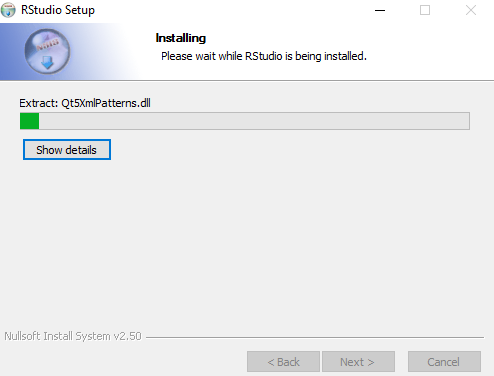 RStudio Setup
Installing
Please wait while RStudio is being installed.
Extract: Qt5XmlPatterns.dll
Show details
Nullsoft Install System v2.50
< Back Next > Cancel